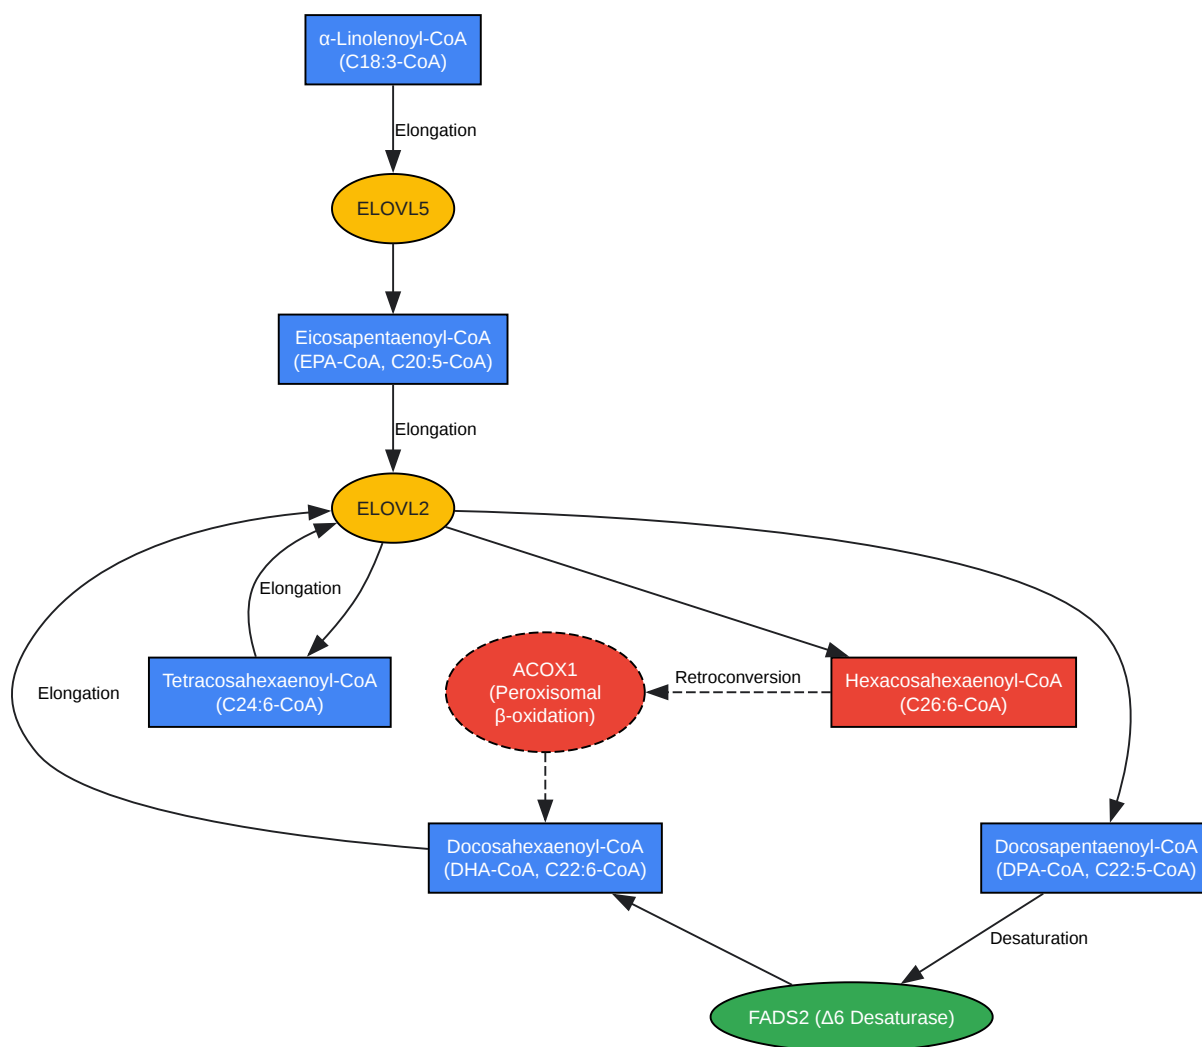 α-Linolenoyl-CoA
(C18:3-CoA)
Elongation
ELOVL5
Eicosapentaenoyl-CoA
(EPA-CoA, C20:5-CoA)
Elongation
ELOVL2
Elongation
Elongation
Tetracosahexaenoyl-CoA
(C24:6-CoA)
ACOX1
(Peroxisomal
β-oxidation)
Retroconversion
Hexacosahexaenoyl-CoA
(C26:6-CoA)
Docosahexaenoyl-CoA
(DHA-CoA, C22:6-CoA)
Docosapentaenoyl-CoA
(DPA-CoA, C22:5-CoA)
Desaturation
FADS2 (Δ6 Desaturase)